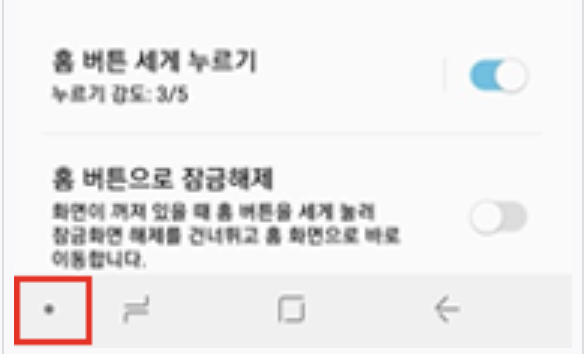 홈 버튼 세게 누르기
누르기 강도: 3/5
홈 버튼으로 잠금해제
화면이 꺼져 있을 때 홈 버튼을 세게 눌러
잠금화면 해제를 건너뛰고 홈 화면으로 바로
이동합니다.